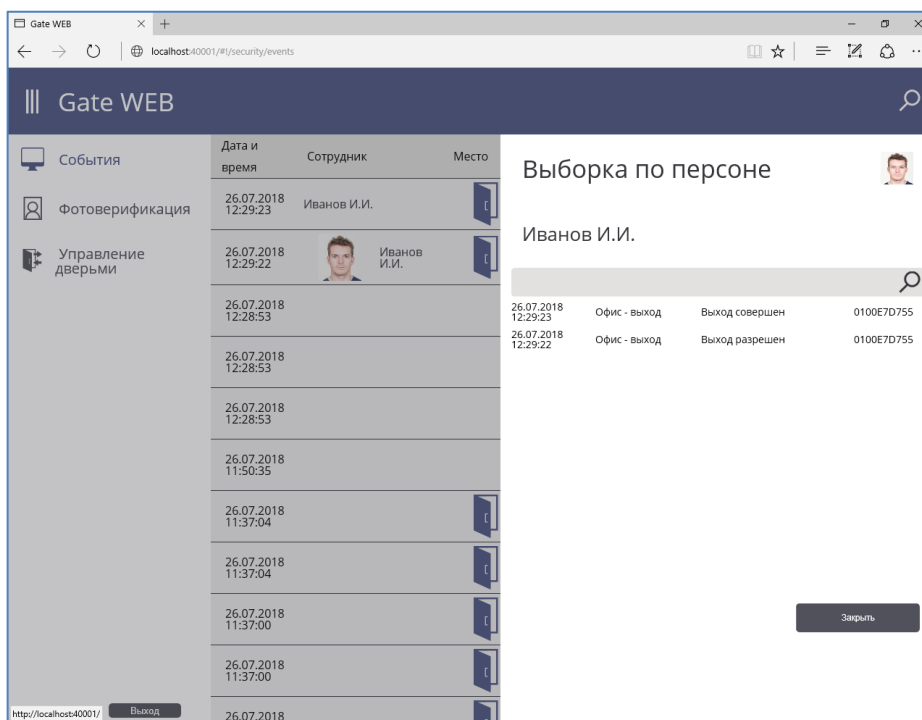 Gate WEB
localhost:40001/#!/security/events
Gate WEB
События
Фотоверификация
Управление
дверьми
Дата и
время
Сотрудник
Место
26.07.2018
12:29:23
Иванов И.И.
26.07.2018
12:29:22
Иванов
И.И.
26.07.2018
12:28:53
26.07.2018
12:28:53
26.07.2018
12:28:53
26.07.2018
11:50:35
26.07.2018
11:37:04
26.07.2018
11:37:04
26.07.2018
11:37:00
26.07.2018
11:37:00
26.07.2018
Выборка по персоне
Иванов И.И.
26.07.2018
12:29:23
Офис - выход
Выход совершен
0100E7D755
26.07.2018
12:29:22
Офис - выход
Выход разрешен
0100E7D755
Закрыть
http://localhost:40001/
Выход